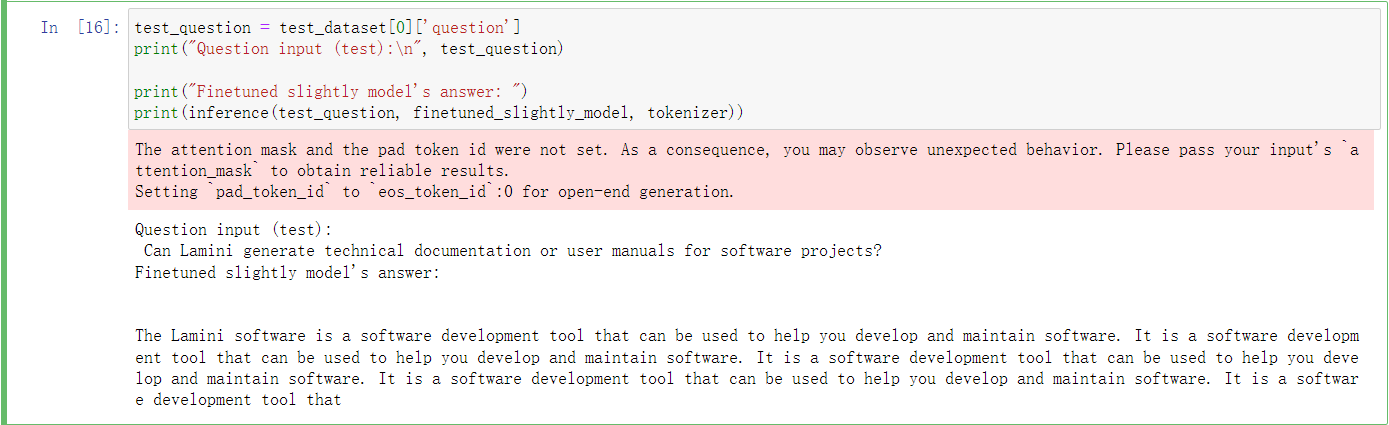 In [16]: test_question = test_dataset[0]['question']
print("Question input (test):\n", test_question)
print("Finetuned slightly model's answer: ")
print(inference(test_question, finetuned_slightly_model, tokenizer))
The attention mask and the pad token id were not set. As a consequence, you may observe unexpected behavior. Please pass your input's `a
ttention_mask` to obtain reliable results.
Setting `pad_token_id` to `eos_token_id`:0 for open-end generation.
Question input (test):
Can Lamini generate technical documentation or user manuals for software projects?
Finetuned slightly model's answer:
The Lamini software is a software development tool that can be used to help you develop and maintain software. It is a software developm
ent tool that can be used to help you develop and maintain software. It is a software development tool that can be used to help you deve
lop and maintain software. It is a software development tool that can be used to help you develop and maintain software. It is a softwar
e development tool that